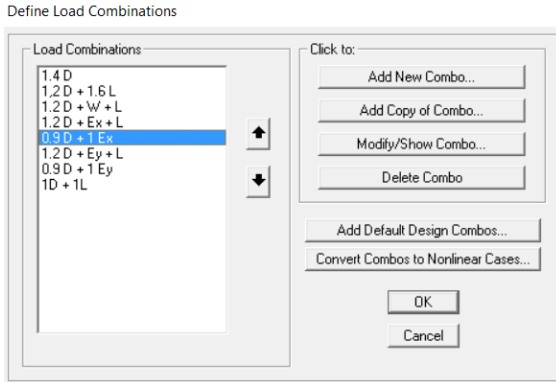 Define Load Combinations
Load Combinations
1.4 D
1,2 D + 1.6 L
1.2 D + W + L
1.2 D + Ex + L
0.9 D + 1 Ex
1.2 D + Ey + L
0.9 D + 1 Ey
1D + 1L
Click to:
Add New Combo...
Add Copy of Combo...
Modify/Show Combo...
Delete Combo
Add Default Design Combos...
Convert Combos to Nonlinear Cases...
OK
Cancel